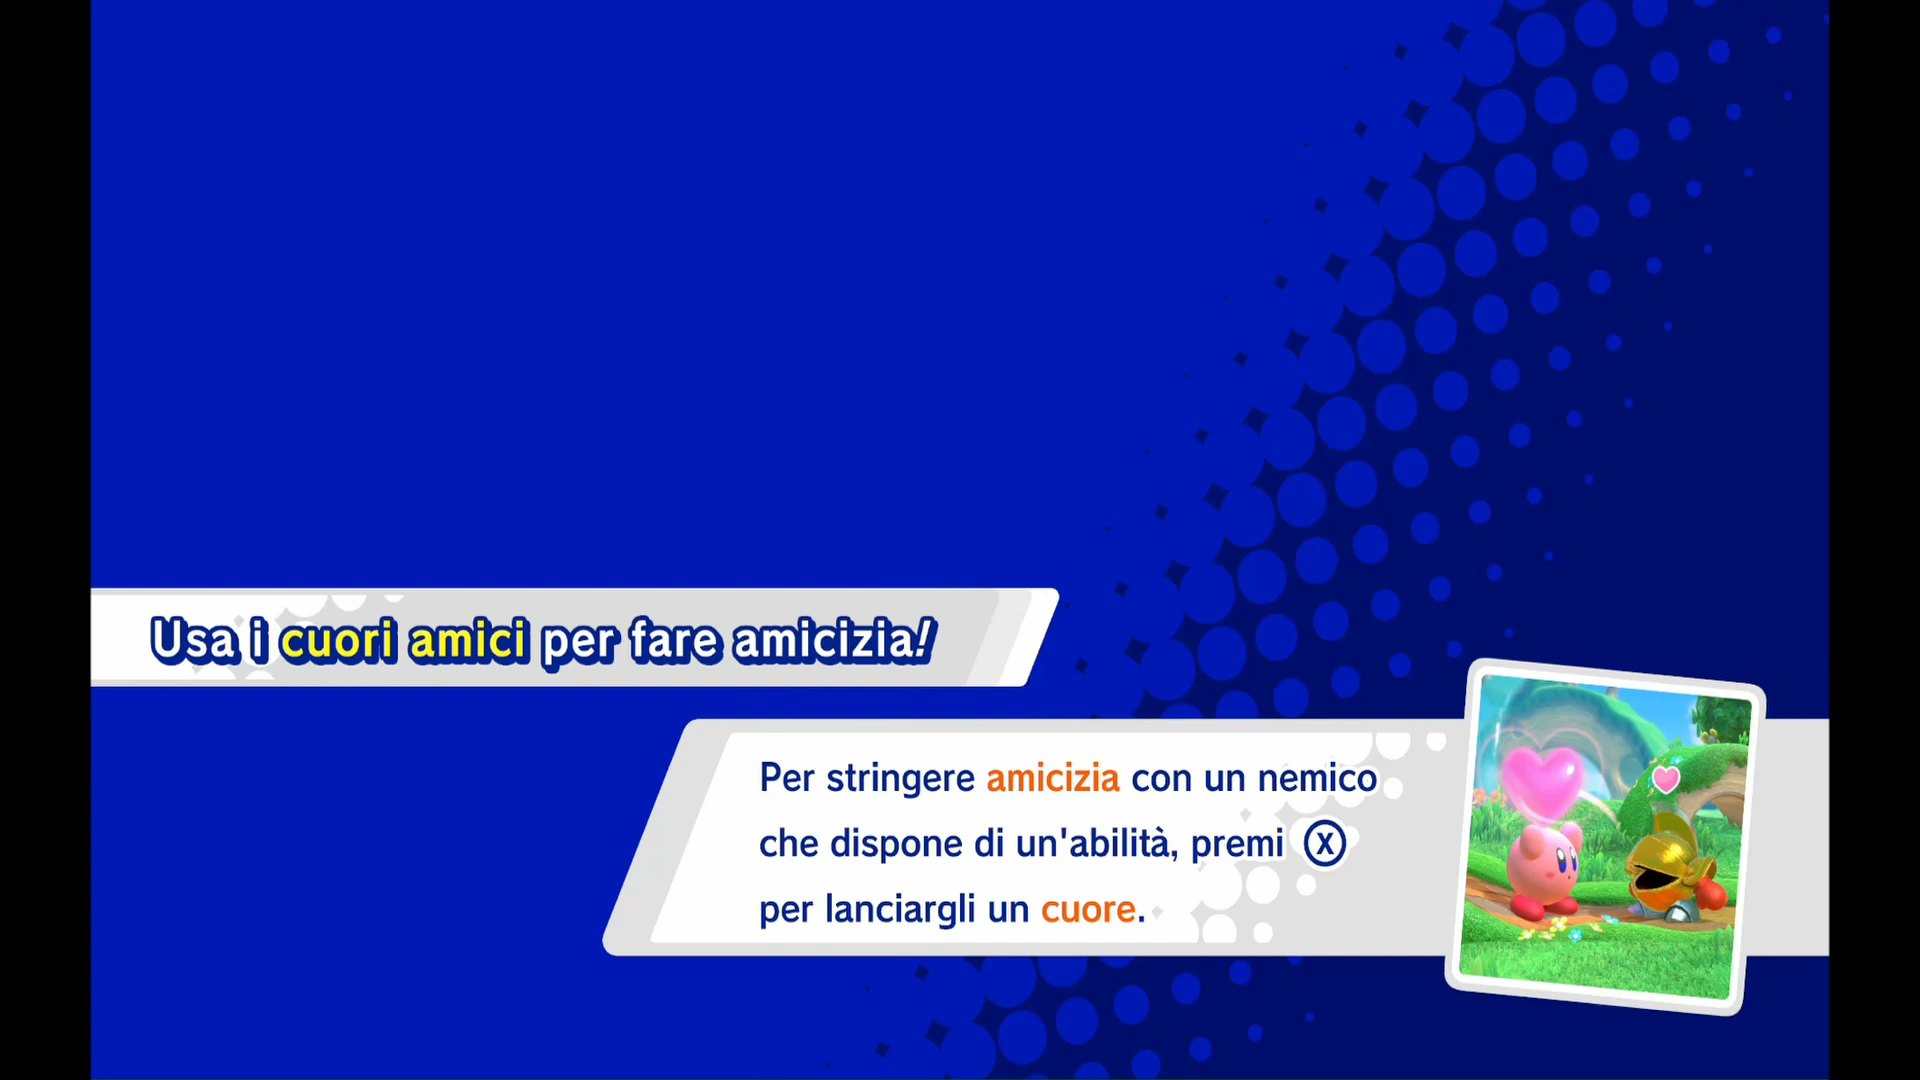 Usa i cuori amici per fare amicizia!
Per stringere amicizia con un nemico
che dispone di un'abilità, premi Ⓧ
per lanciargli un cuore.